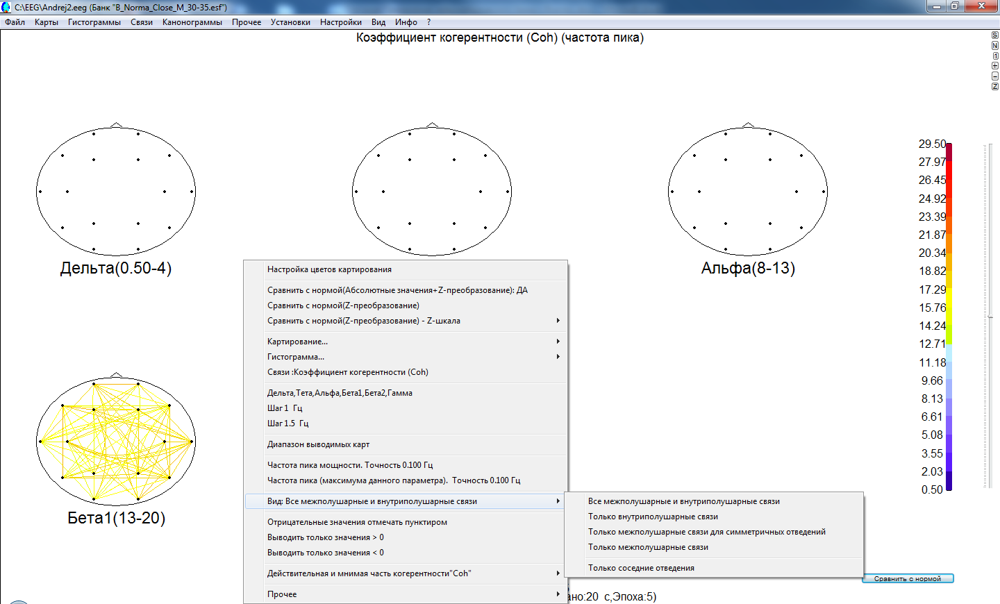 C:\EEG\Andrej2.eeg (Банк "B_Norma_Close_M_30-35.esf")
Файл Карты Гистограммы Связи Канонограммы Прочее Установки Настройки Вид Инфо ?
Коэффициент когерентности (Coh) (частота пика)
S
N
1
+
−
Z
Дельта(0.50-4)
Альфа(8-13)
29.50
27.97
26.45
24.92
23.39
21.87
20.34
18.82
17.29
15.76
14.24
12.71
11.18
9.66
8.13
6.61
5.08
3.55
2.03
0.50
Настройка цветов картирования
Сравнить с нормой(Абсолютные значения+Z-преобразование): ДА
Сравнить с нормой(Z-преобразование)
Сравнить с нормой(Z-преобразование) - Z-шкала
Картирование...
Гистограмма...
Связи :Коэффициент когерентности (Coh)
Дельта,Тета,Альфа,Бета1,Бета2,Гамма
Шаг 1 Гц
Шаг 1.5 Гц
Диапазон выводимых карт
Частота пика мощности. Точность 0.100 Гц
Частота пика (максимума данного параметра). Точность 0.100 Гц
Вид: Все межполушарные и внутриполушарные связи
Отрицательные значения отмечать пунктиром
Выводить только значения > 0
Выводить только значения < 0
Действительная и мнимая часть когерентности"Coh"
Прочее
Все межполушарные и внутриполушарные связи
Только внутриполушарные связи
Только межполушарные связи для симметричных отведений
Только межполушарные связи
Только соседние отведения
Бета1(13-20)
Сравнить с нормой
ано:20 с,Эпоха:5)